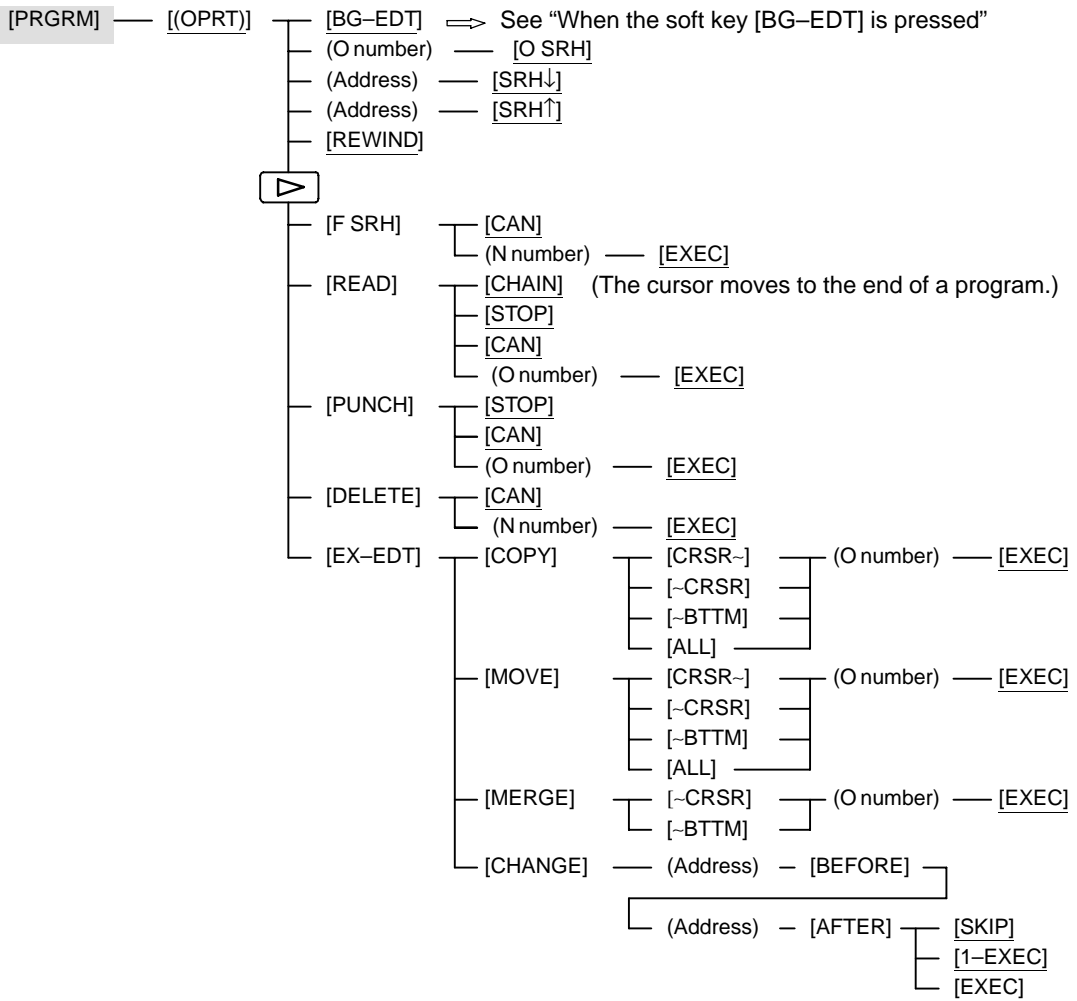 [PRGRM] [(OPRT)] [BG–EDT] ⇒ See “When the soft key [BG–EDT] is pressed”
(O number) [O SRH]
(Address) [SRH↓]
(Address) [SRH↑]
[REWIND]
[F SRH] [CAN]
(N number) [EXEC]
[READ] [CHAIN] (The cursor moves to the end of a program.)
[STOP]
[CAN]
(O number) [EXEC]
[PUNCH] [STOP]
[CAN]
(O number) [EXEC]
[DELETE] [CAN]
(N number) [EXEC]
[EX–EDT] [COPY] [CRSR~] (O number) [EXEC]
[~CRSR]
[~BTTM]
[ALL]
[MOVE] [CRSR~] (O number) [EXEC]
[~CRSR]
[~BTTM]
[ALL]
[MERGE] [~CRSR] (O number) [EXEC]
[~BTTM]
[CHANGE] (Address) [BEFORE]
(Address) [AFTER] [SKIP]
[1–EXEC]
[EXEC]